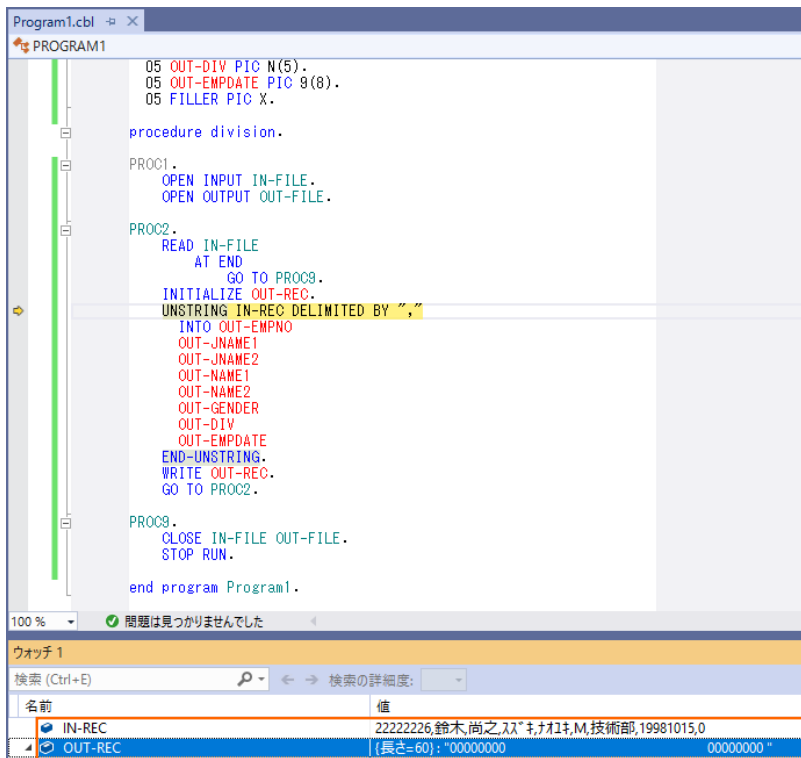 Program1.cbl
PROGRAM1
05 OUT-DIV PIC N(5).
05 OUT-EMPDATE PIC 9(8).
05 FILLER PIC X.
procedure division.
PROC1.
OPEN INPUT IN-FILE.
OPEN OUTPUT OUT-FILE.
PROC2.
READ IN-FILE
AT END
GO TO PROC9.
INITIALIZE OUT-REC.
UNSTRING IN-REC DELIMITED BY ","
INTO OUT-EMPNO
OUT-JNAME1
OUT-JNAME2
OUT-NAME1
OUT-NAME2
OUT-GENDER
OUT-DIV
OUT-EMPDATE
END-UNSTRING.
WRITE OUT-REC.
GO TO PROC2.
PROC9.
CLOSE IN-FILE OUT-FILE.
STOP RUN.
end program Program1.
100 % 問題は見つかりませんでした
ウォッチ 1
検索 (Ctrl+E) 検索の詳細度:
名前 値
IN-REC 22222226,鈴木,尚之,ｽｽﾞｷ,ﾅｵﾕｷ,M,技術部,19981015,0
OUT-REC {長さ=60} : "00000000 00000000 "